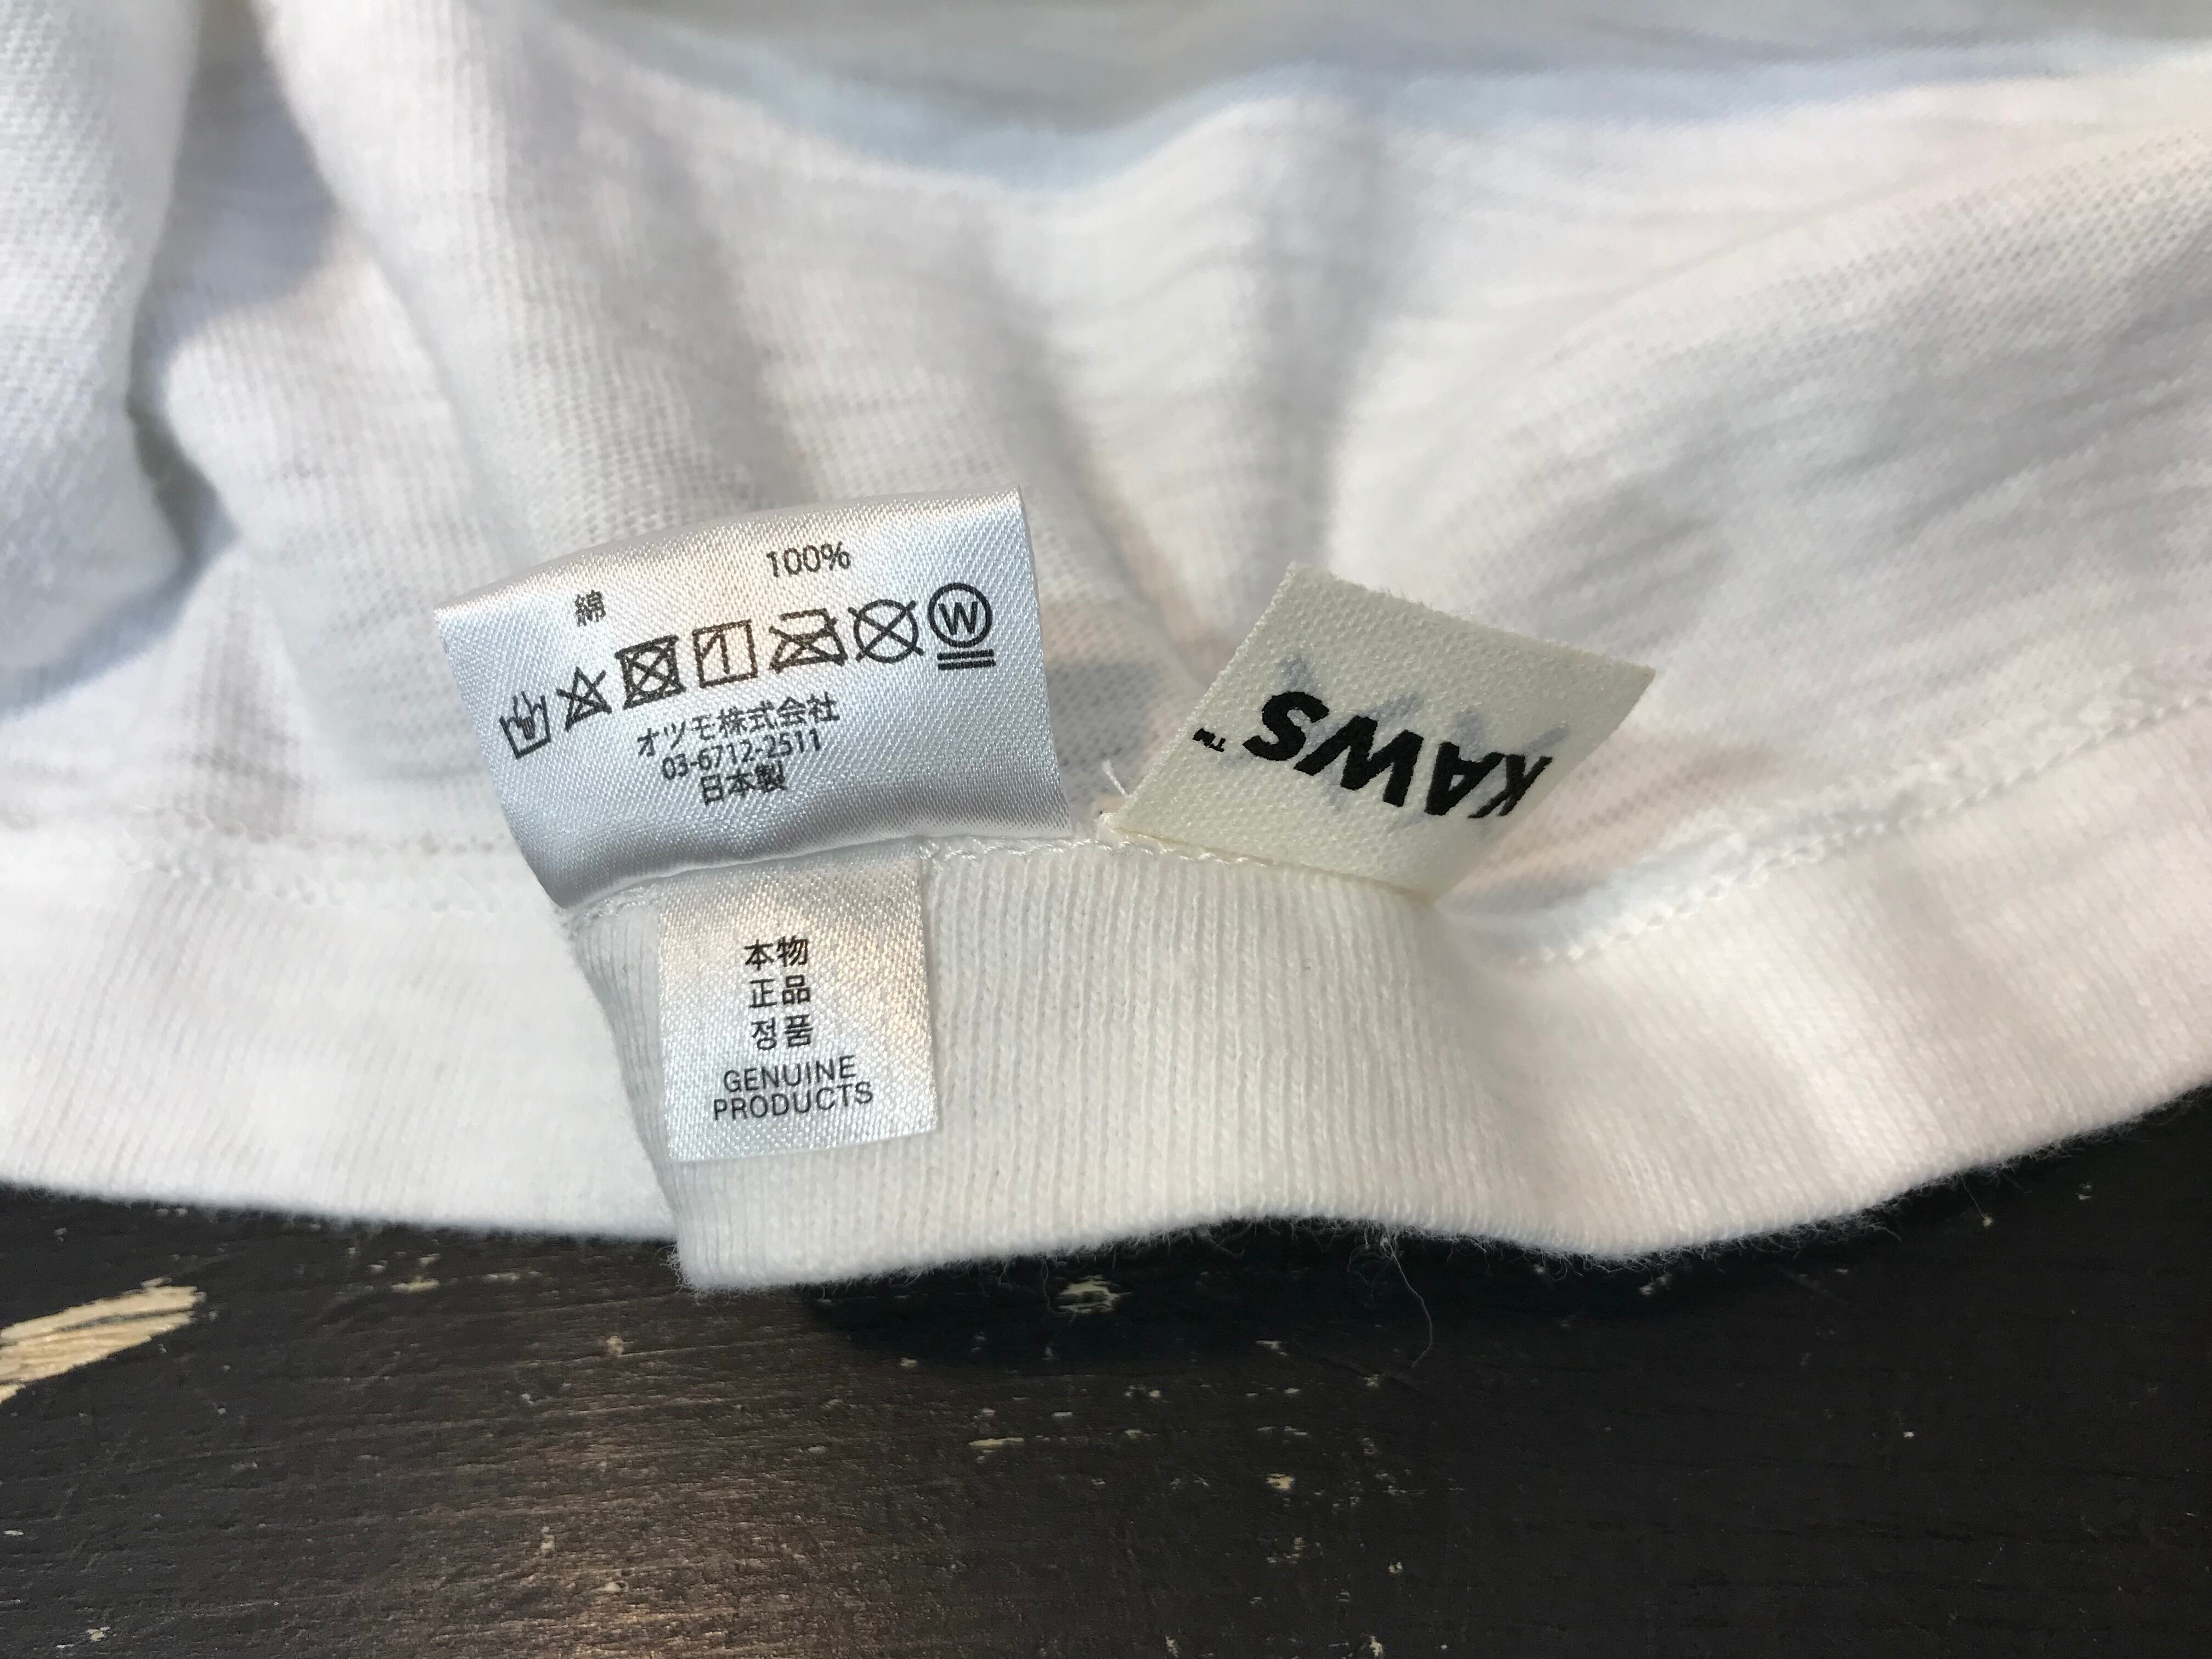 100%
綿
W
オツモ株式会社
03-6712-2511
日本製
KAWS™
本物
正品
정품
GENUINE
PRODUCTS